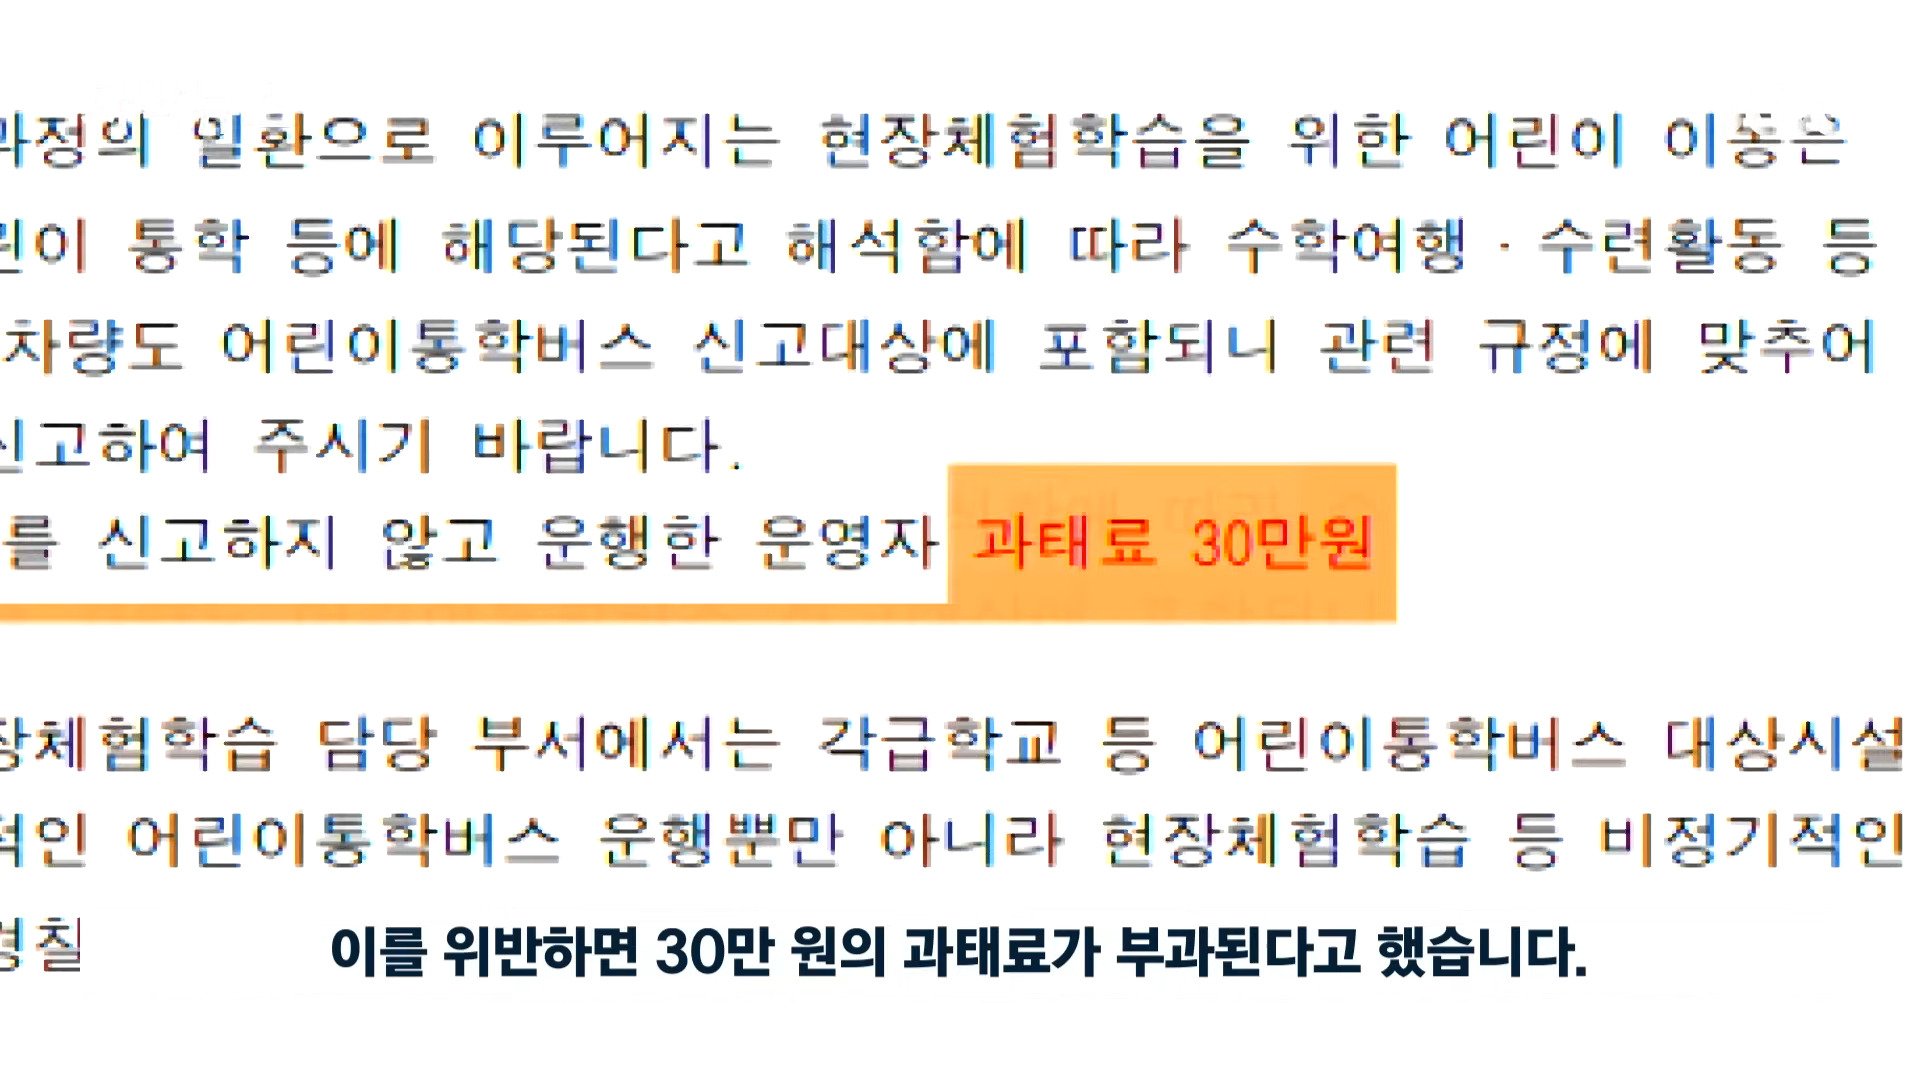 과정의 일환으로 이루어지는 현장체험학습을 위한 어린이 이동은
린이 통학 등에 해당된다고 해석함에 따라 수학여행 · 수련활동 등
차량도 어린이통학버스 신고대상에 포함되니 관련 규정에 맞추어
신고하여 주시기 바랍니다.
를 신고하지 않고 운행한 운영자 과태료 30만원
장체험학습 담당 부서에서는 각급학교 등 어린이통학버스 대상시설
적인 어린이통학버스 운행뿐만 아니라 현장체험학습 등 비정기적인
경찰
이를 위반하면 30만 원의 과태료가 부과된다고 했습니다.